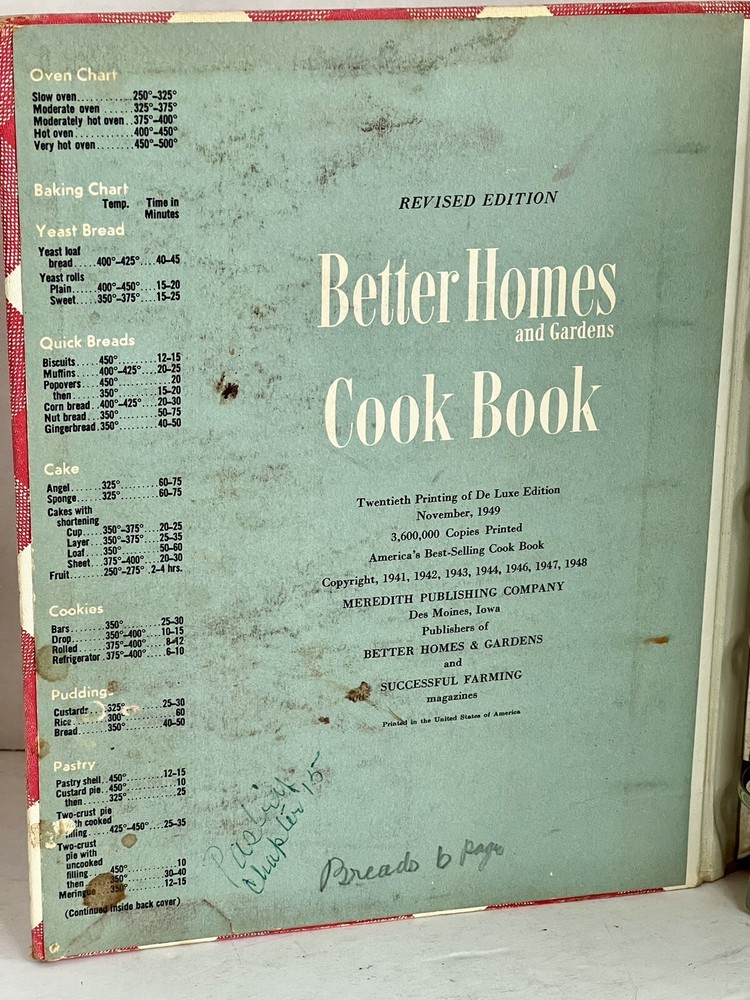 Oven Chart
Slow oven............250°–325°
Moderate oven ......325°–375°
Moderately hot oven..375°–400°
Hot oven............400°–450°
Very hot oven.......450°–500°
Baking Chart
Temp. Time in
Minutes
Yeast Bread
Yeast loaf
bread.....400°–425°....40–45
Yeast rolls
Plain.....400°–450°....15–20
Sweet.....350°–375°....15–25
Quick Breads
Biscuits.....450°.........12–15
Muffins....400°–425°...20–25
Popovers...450°............20
then.....350°.........15–20
Corn bread..400°–425°...20–30
Nut bread...350°.........50–75
Gingerbread.350°.........40–50
Cake
Angel......325°.........60–75
Sponge.....325°.........60–75
Cakes with
shortening
Cup....350°–375°...20–25
Layer...350°–375°...25–35
Loaf....350°.........50–60
Sheet...375°–400°...20–30
Fruit.......250°–275°.2–4 hrs.
Cookies
Bars........350°.........25–30
Drop.......350°–400°...10–15
Rolled.....375°–400°....8–12
Refrigerator.375°–400°....6–10
Puddings
Custards...325°.........25–30
Rice.......300°............60
Bread......350°.........40–50
Pastry
Pastry shell..450°.........12–15
Custard pie..450°............10
then.....325°............25
Two-crust pie
with cooked
filling....425°–450°...25–35
Two-crust
pie with
uncooked
filling....450°............10
then.....350°.........30–40
Meringue...350°.........12–15
(Continued inside back cover)
REVISED EDITION
Better Homes
and Gardens
Cook Book
Twentieth Printing of De Luxe Edition
November, 1949
3,600,000 Copies Printed
America's Best-Selling Cook Book
Copyright, 1941, 1942, 1943, 1944, 1946, 1947, 1948
MEREDITH PUBLISHING COMPANY
Des Moines, Iowa
Publishers of
BETTER HOMES & GARDENS
and
SUCCESSFUL FARMING
magazines
Printed in the United States of America
chapter 15
Breads 6 page